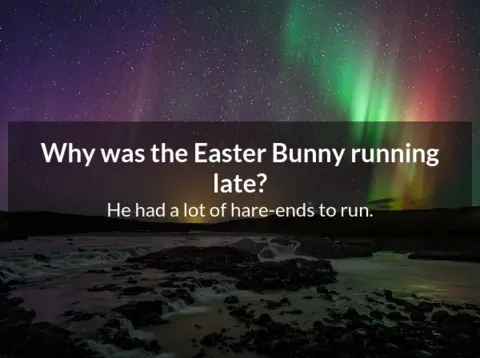 Why was the Easter Bunny running
late?
He had a lot of hare-ends to run.